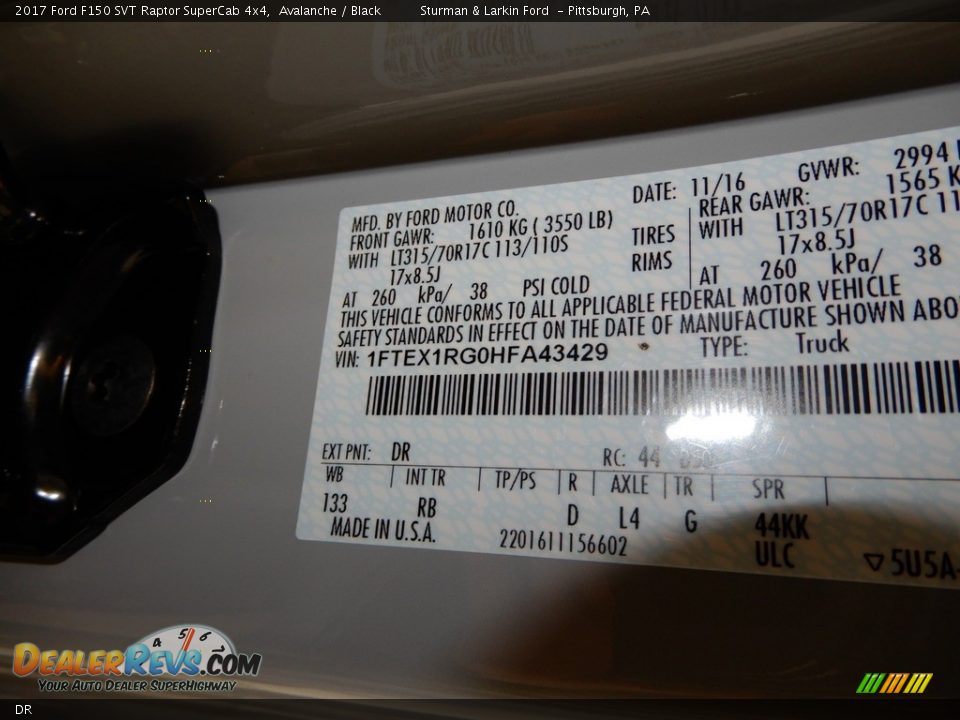 2017 Ford F150 SVT Raptor SuperCab 4x4, Avalanche / Black Sturman & Larkin Ford - Pittsburgh, PA
MFD. BY FORD MOTOR CO. DATE: 11/16 GVWR: 2994
FRONT GAWR: 1610 KG ( 3550 LB) REAR GAWR: 1565 K
WITH LT315/70R17C 113/110S TIRES WITH LT315/70R17C 11
17x8.5J RIMS 17x8.5J
AT 260 kPa/ 38 PSI COLD AT 260 kPa/ 38
THIS VEHICLE CONFORMS TO ALL APPLICABLE FEDERAL MOTOR VEHICLE
SAFETY STANDARDS IN EFFECT ON THE DATE OF MANUFACTURE SHOWN ABO
VIN: 1FTEX1RG0HFA43429 TYPE: Truck
EXT PNT: DR RC: 44
WB INT TR TP/PS R AXLE TR SPR
133 RB D L4 G 44KK
MADE IN U.S.A. 2201611156602 ULC ▽5U5A-
4 5 6 7
DealerRevs.com
Your Auto Dealer SuperHighway
DR